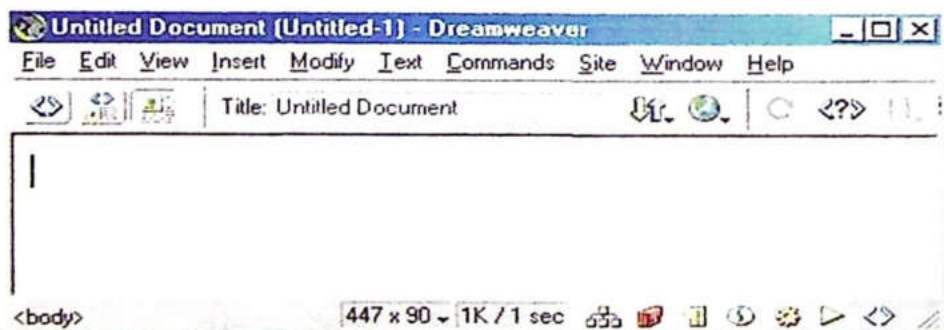 Untitled Document (Untitled-1) - Dreamweaver
File Edit View Insert Modify Text Commands Site Window Help
Title: Untitled Document
<body> 447 x 90 1K / 1 sec